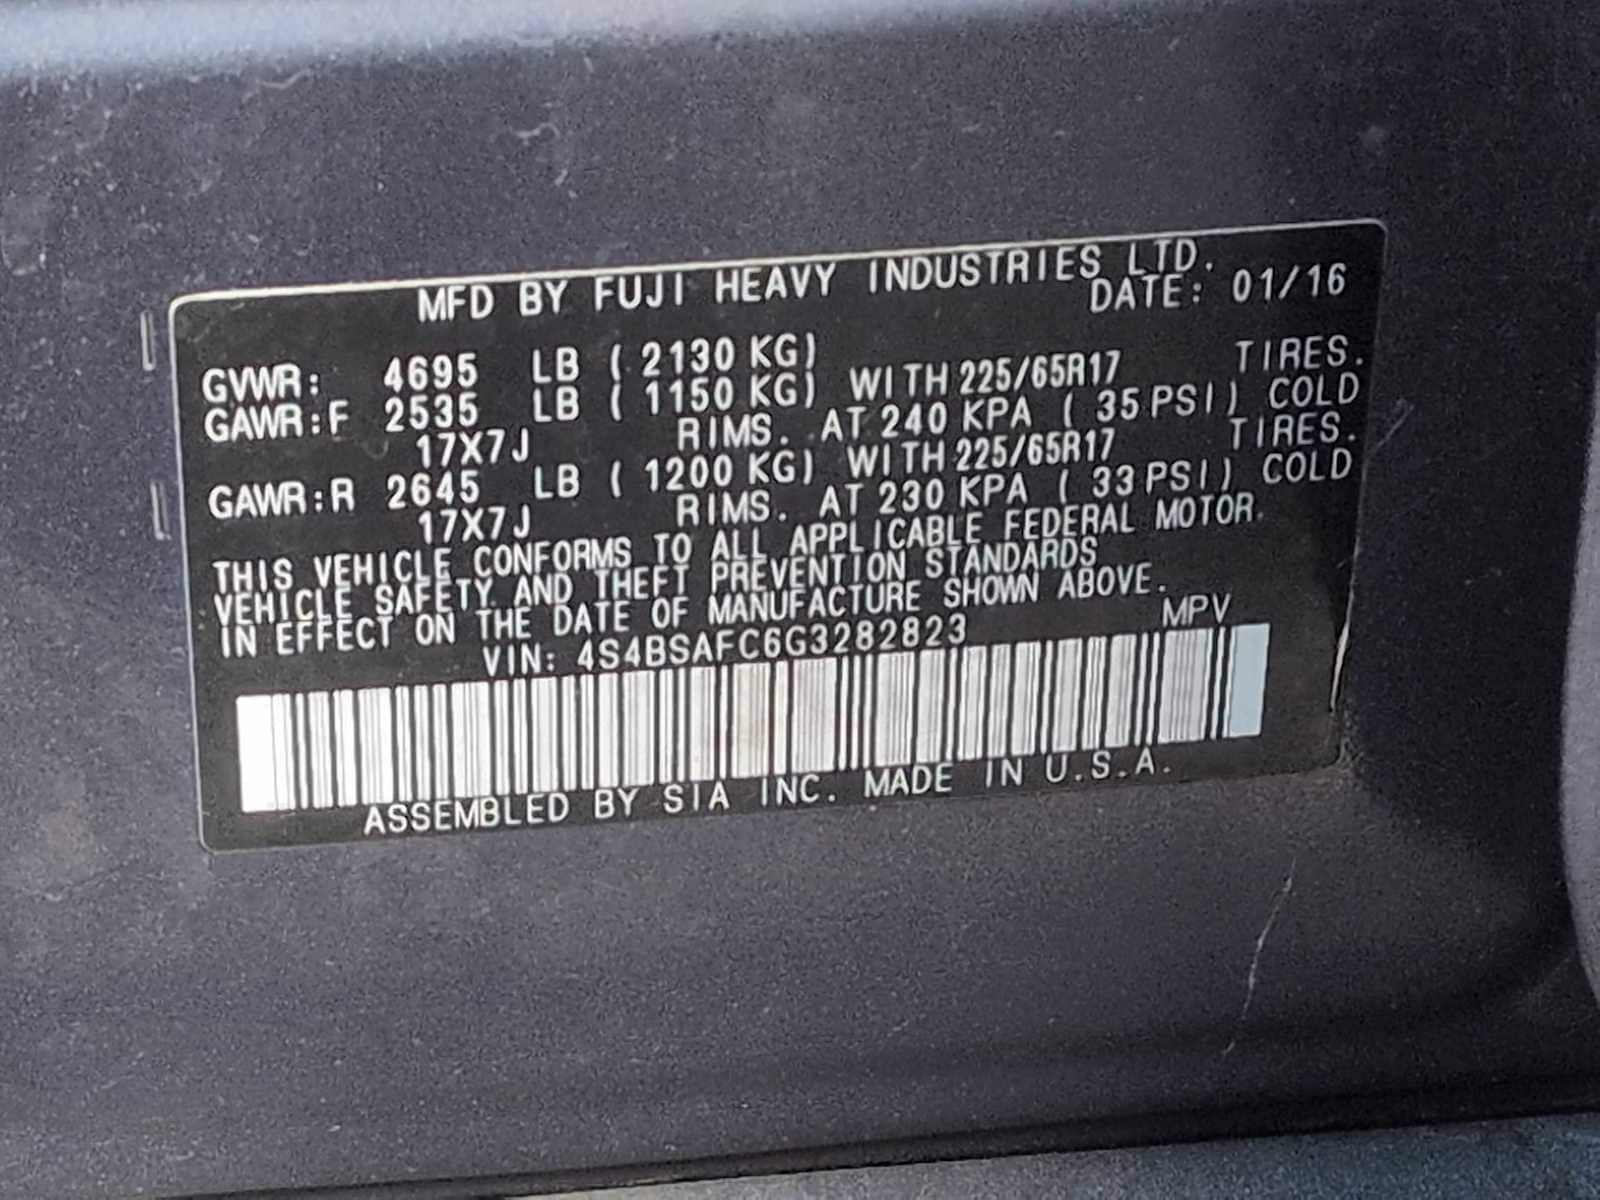 MFD BY FUJI HEAVY INDUSTRIES LTD.
DATE: 01/16
GVWR: 4695 LB ( 2130 KG)
GAWR:F 2535 LB ( 1150 KG) WITH 225/65R17 TIRES.
17X7J RIMS. AT 240 KPA ( 35 PSI) COLD
GAWR:R 2645 LB ( 1200 KG) WITH 225/65R17 TIRES.
17X7J RIMS. AT 230 KPA ( 33 PSI) COLD
THIS VEHICLE CONFORMS TO ALL APPLICABLE FEDERAL MOTOR.
VEHICLE SAFETY AND THEFT PREVENTION STANDARDS
IN EFFECT ON THE DATE OF MANUFACTURE SHOWN ABOVE.
VIN: 4S4BSAFC6G3282823 MPV
ASSEMBLED BY SIA INC. MADE IN U.S.A.